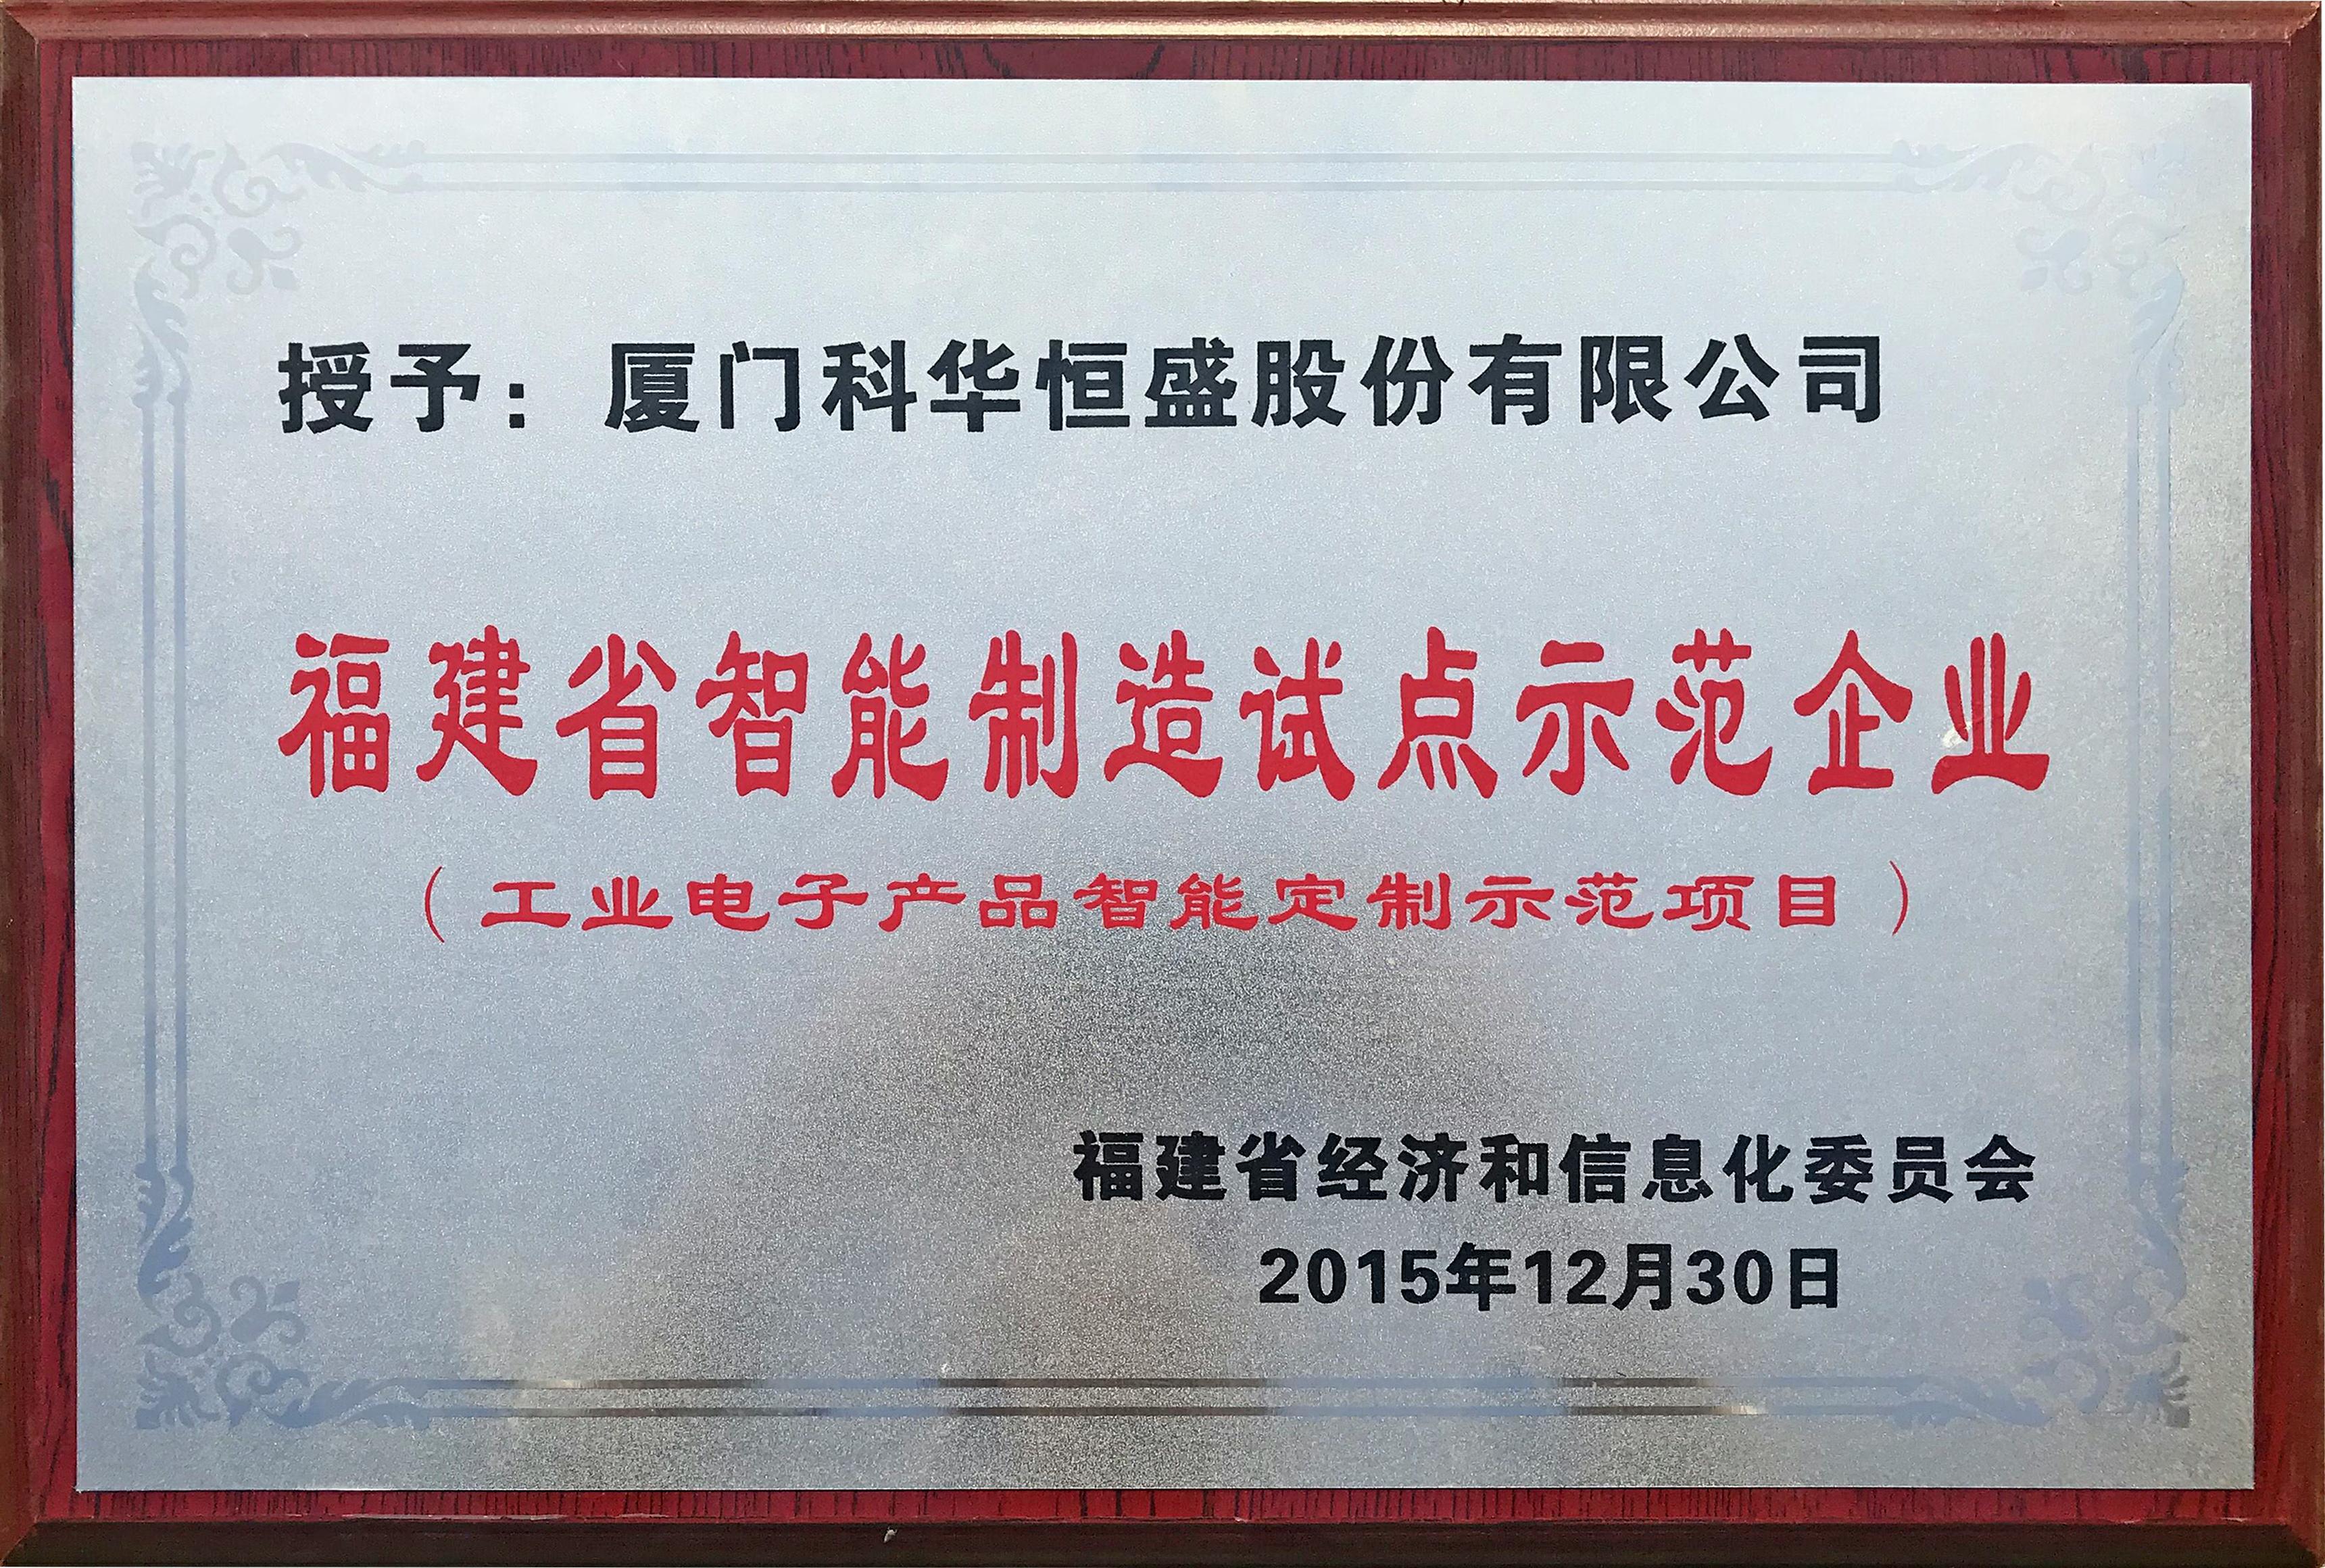 授予：厦门科华恒盛股份有限公司
福建省智能制造试点示范企业
（工业电子产品智能定制示范项目）
福建省经济和信息化委员会
2015年12月30日